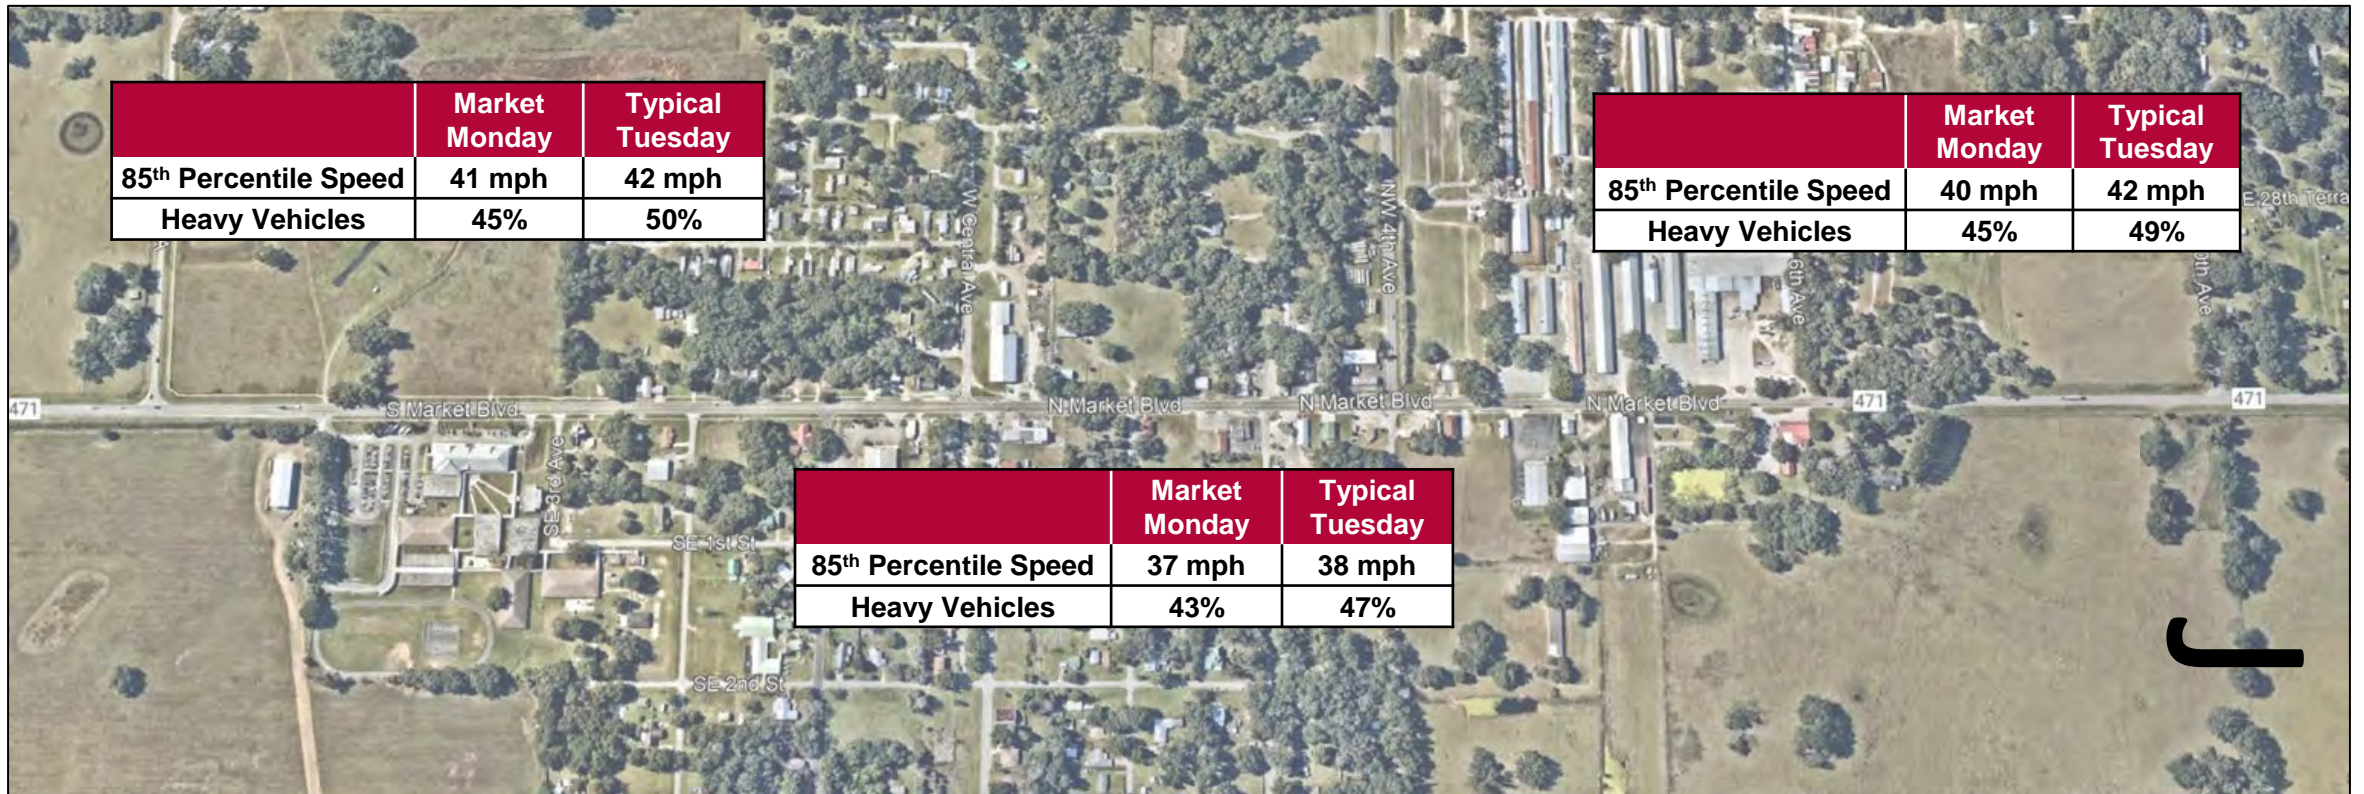 Market Monday Typical Tuesday
85th Percentile Speed 41 mph 42 mph
Heavy Vehicles 45% 50%
Market Monday Typical Tuesday
85th Percentile Speed 40 mph 42 mph
Heavy Vehicles 45% 49%
E 28th Terra
W Central Ave
NW 4th Ave
6th Ave
0th Ave
471
S Market Blvd
N Market Blvd
N Market Blvd
N Market Blvd
471
471
SE 3rd Ave
SE 1st St
Market Monday Typical Tuesday
85th Percentile Speed 37 mph 38 mph
Heavy Vehicles 43% 47%
SE 2nd St